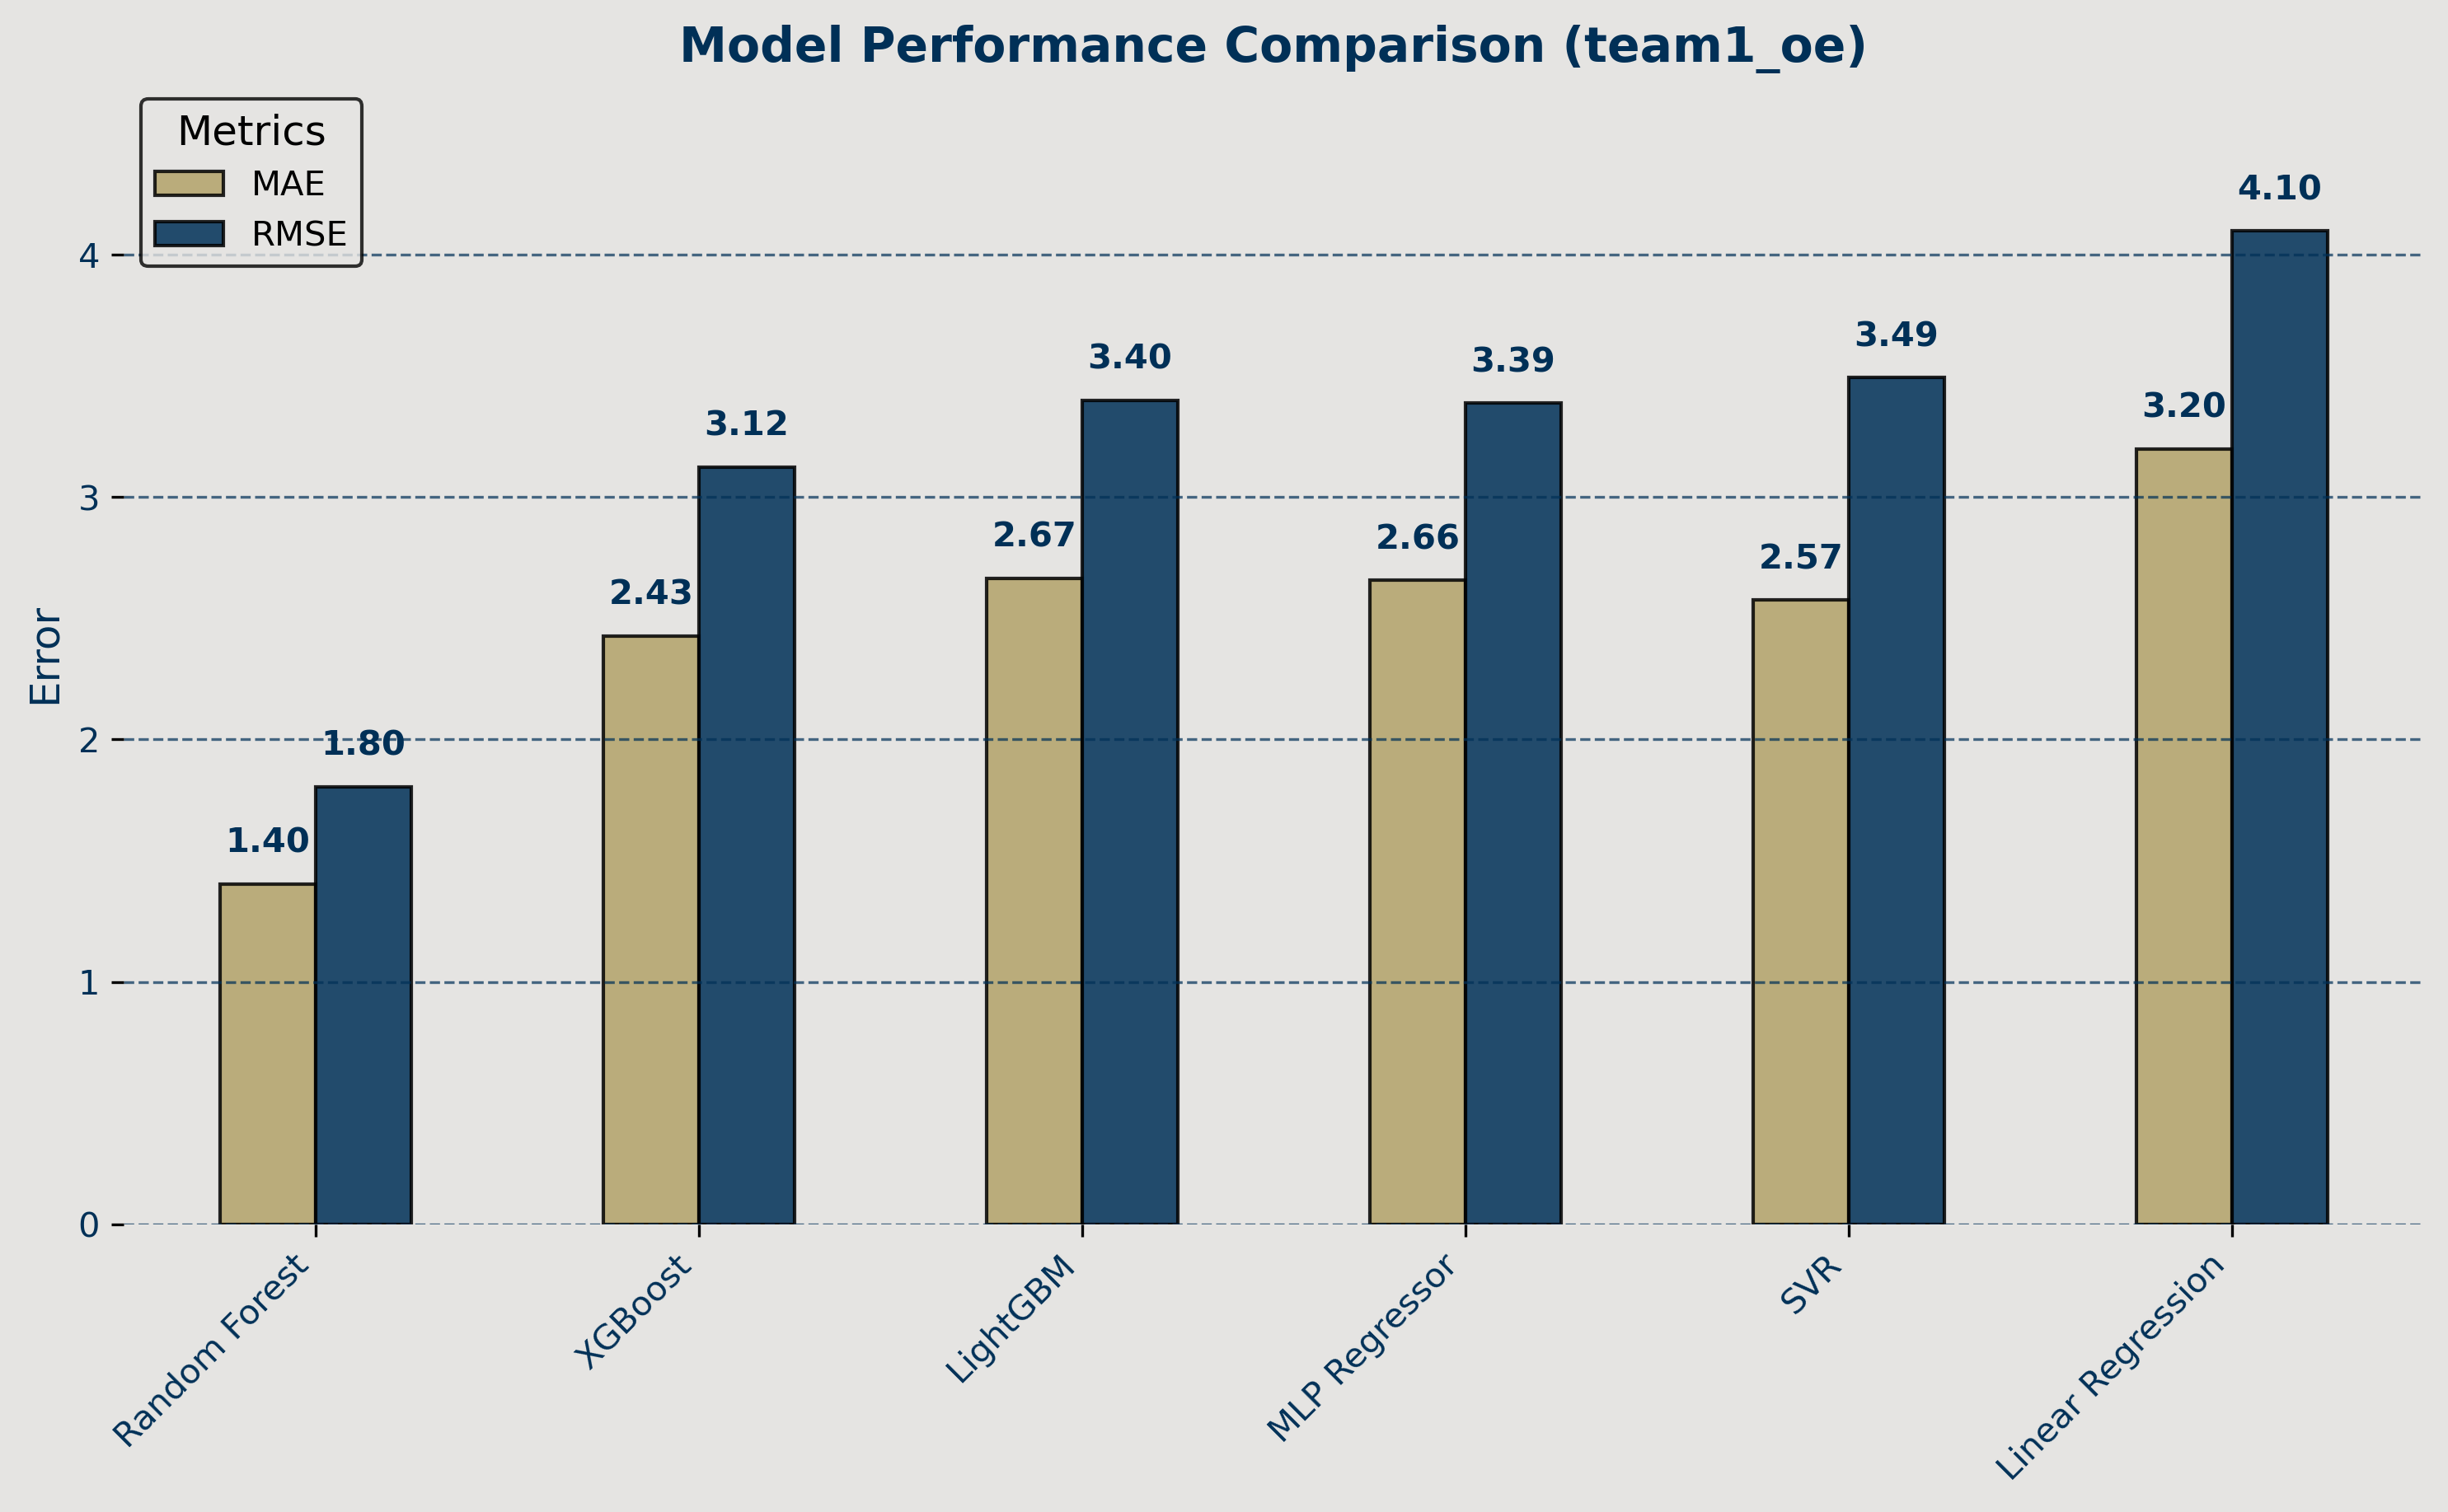 Model Performance Comparison (team1_oe)
Metrics
MAE
RMSE
Error
4
3
2
1
0
1.40
1.80
2.43
3.12
2.67
3.40
2.66
3.39
2.57
3.49
3.20
4.10
Random Forest
XGBoost
LightGBM
MLP Regressor
SVR
Linear Regression